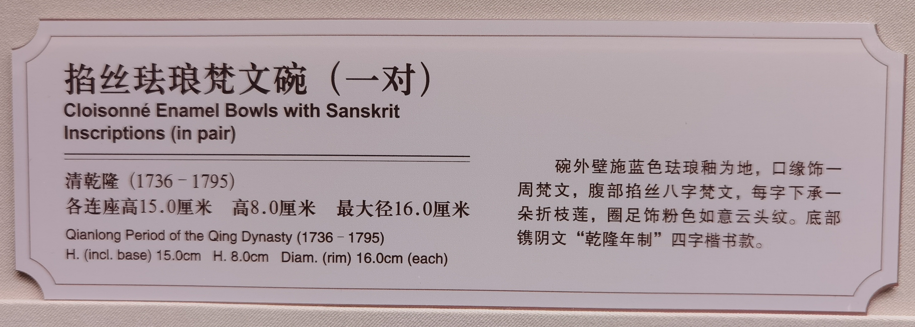 掐丝珐琅梵文碗（一对）
Cloisonné Enamel Bowls with Sanskrit
Inscriptions (in pair)
清乾隆（1736－1795）
各连座高15.0厘米　高8.0厘米　最大径16.0厘米
Qianlong Period of the Qing Dynasty (1736－1795)
H. (incl. base) 15.0cm　H. 8.0cm　Diam. (rim) 16.0cm (each)
碗外壁施蓝色珐琅釉为地，口缘饰一
周梵文，腹部掐丝八字梵文，每字下承一
朵折枝莲，圈足饰粉色如意云头纹。底部
镌阴文“乾隆年制”四字楷书款。